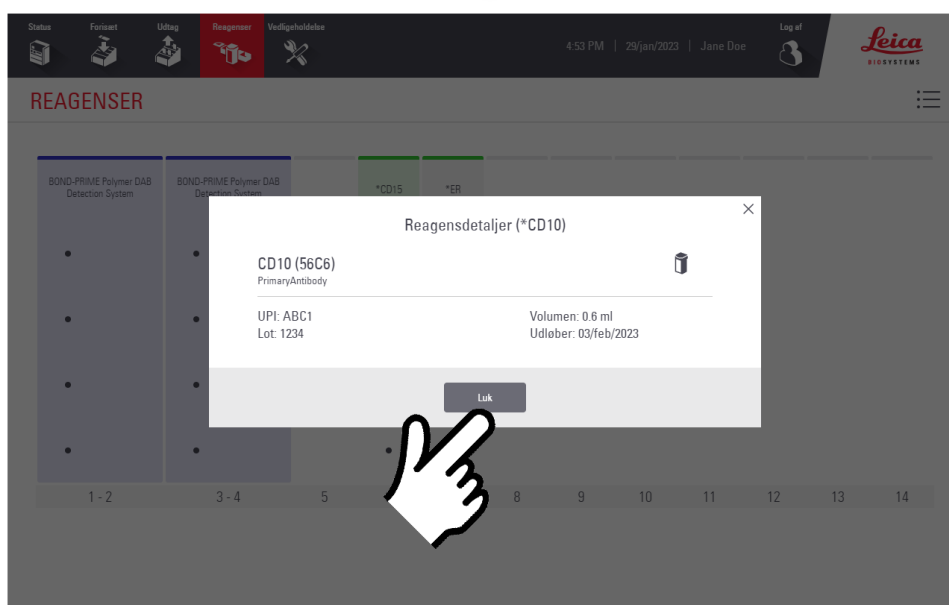 Status Forisæt Udtag Reagenser Vedligeholdelse Log af
4:53 PM | 29/jan/2023 | Jane Doe
Leica
BIOSYSTEMS
REAGENSER
BOND-PRIME Polymer DAB
Detection System
BOND-PRIME Polymer DAB
Detection System
*CD15
*ER
Reagensdetaljer (*CD10)
CD10 (56C6)
PrimaryAntibody
UPI: ABC1
Lot: 1234
Volumen: 0.6 ml
Udløber: 03/feb/2023
Luk
1 - 2 3 - 4 5 8 9 10 11 12 13 14